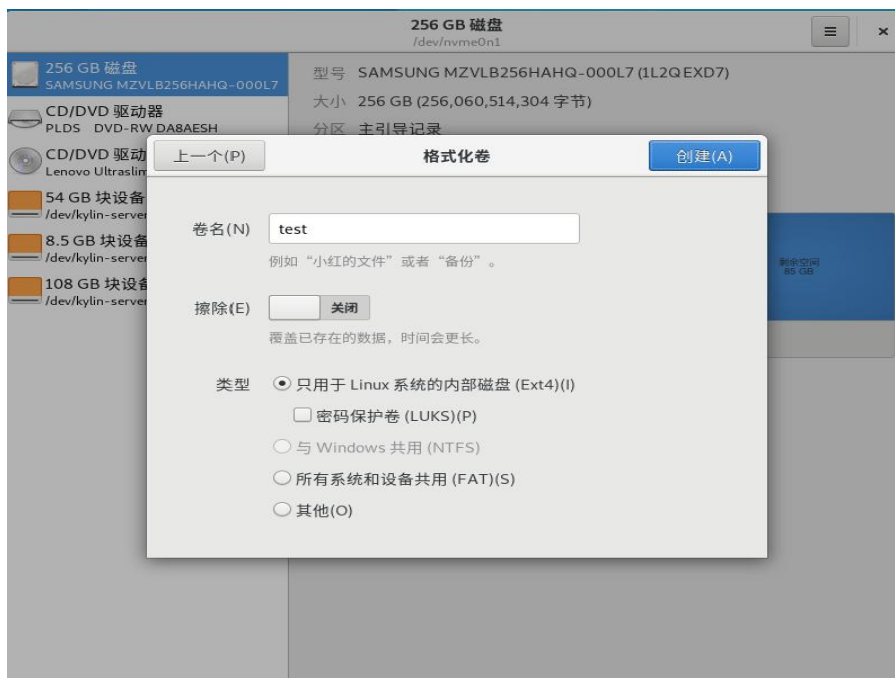 256 GB 磁盘
/dev/nvme0n1
256 GB 磁盘
SAMSUNG MZVLB256HAHQ-000L7
CD/DVD 驱动器
PLDS DVD-RW DA8AESH
CD/DVD 驱动
Lenovo Ultraslim
54 GB 块设备
/dev/kylin-server
8.5 GB 块设备
/dev/kylin-server
108 GB 块设备
/dev/kylin-server
型号 SAMSUNG MZVLB256HAHQ-000L7 (1L2QEXD7)
大小 256 GB (256,060,514,304 字节)
分区 主引导记录
剩余空间
85 GB
上一个(P)
格式化卷
创建(A)
卷名(N) test
例如“小红的文件”或者“备份”。
擦除(E) 关闭
覆盖已存在的数据，时间会更长。
类型 只用于 Linux 系统的内部磁盘 (Ext4)(I)
密码保护卷 (LUKS)(P)
与 Windows 共用 (NTFS)
所有系统和设备共用 (FAT)(S)
其他(O)